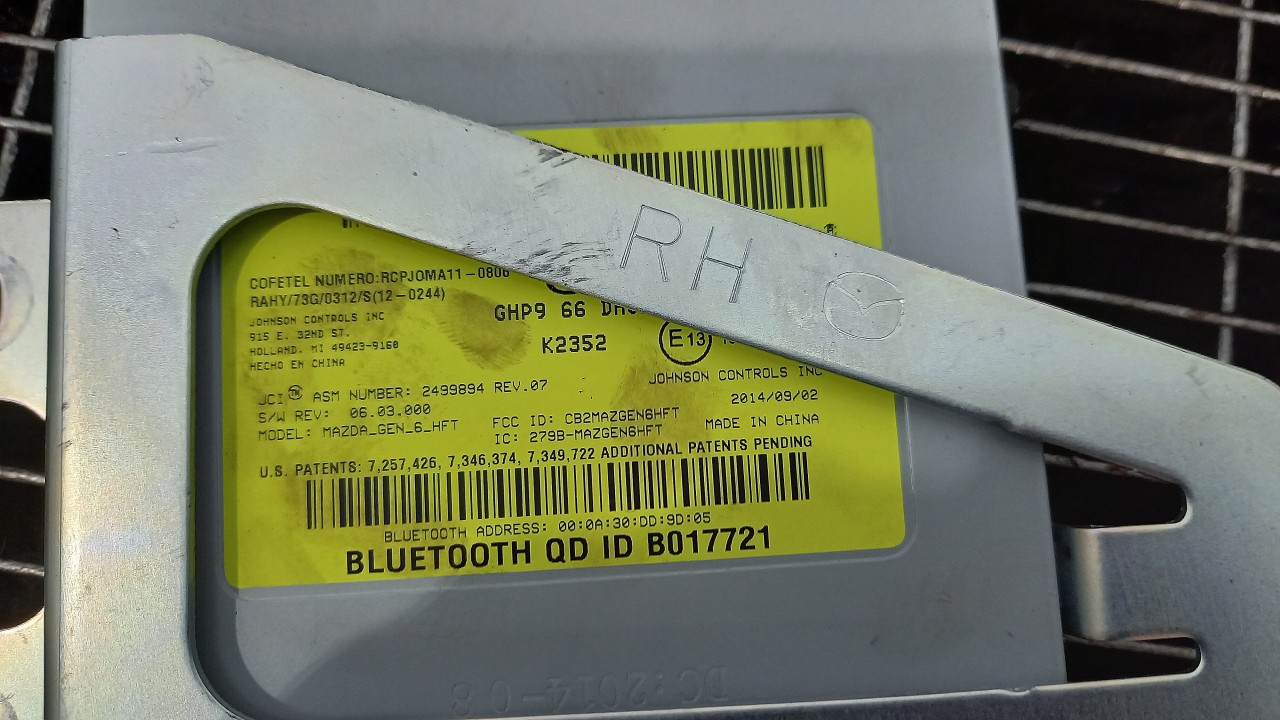 RH
COFETEL NUMERO:RCPJOMA11-0806
RAHY/73G/0312/S(12-0244)
JOHNSON CONTROLS INC
915 E. 32ND ST.
HOLLAND, MI 49423-9160
HECHO EN CHINA
GHP9 66
K2352
E13
JOHNSON CONTROLS INC
2014/09/02
MADE IN CHINA
JCI™ ASM NUMBER: 2499894 REV.07
S/W REV: 06.03.000
MODEL: MAZDA_GEN_6_HFT
FCC ID: CB2MAZGEN6HFT
IC: 279B-MAZGEN6HFT
U.S. PATENTS: 7,257,426, 7,346,374, 7,349,722 ADDITIONAL PATENTS PENDING
BLUETOOTH ADDRESS: 00:0A:30:DD:9D:05
BLUETOOTH QD ID B017721
DC:2014-08